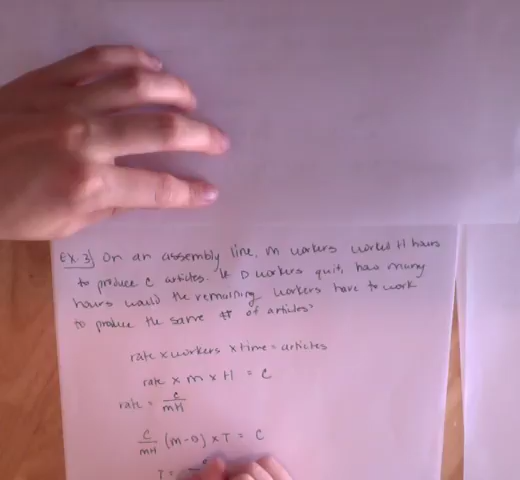 Ex. 3} On an assembly line, M workers worked H hours
to produce C articles. If D workers quit, how many
hours would the remaining workers have to work
to produce the same # of articles?
rate x workers x time = articles
rate x M x H = C
rate = C/MH
C/MH (M-D) x T = C
T =